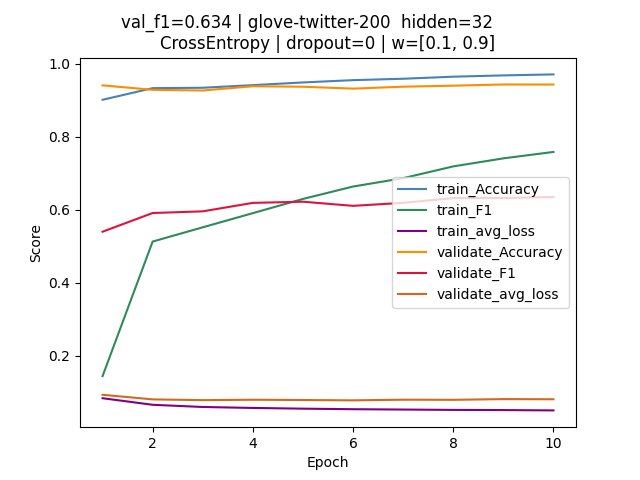 val_f1=0.634 | glove-twitter-200  hidden=32
CrossEntropy | dropout=0 | w=[0.1, 0.9]
1.0
0.8
0.6
0.4
0.2
Score
train_Accuracy
train_F1
train_avg_loss
validate_Accuracy
validate_F1
validate_avg_loss
2 4 6 8 10
Epoch